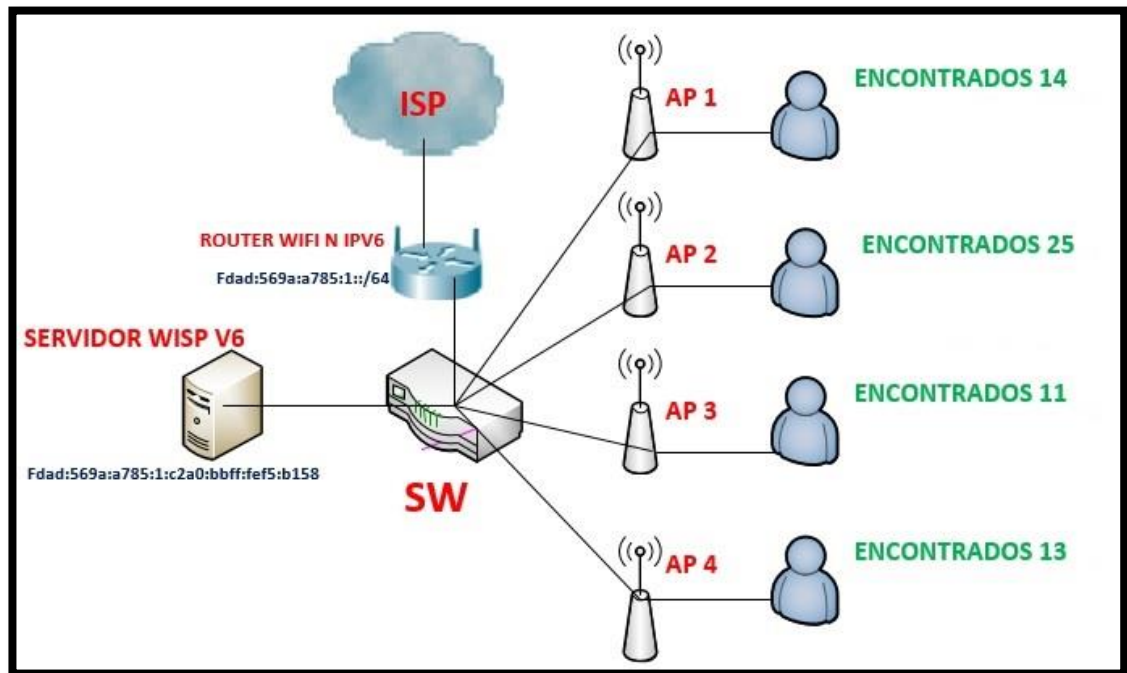 ISP
ROUTER WIFI N IPV6
Fdad:569a:a785:1::/64
SERVIDOR WISP V6
Fdad:569a:a785:1:c2a0:bbff:fef5:b158
SW
AP 1
ENCONTRADOS 14
AP 2
ENCONTRADOS 25
AP 3
ENCONTRADOS 11
AP 4
ENCONTRADOS 13